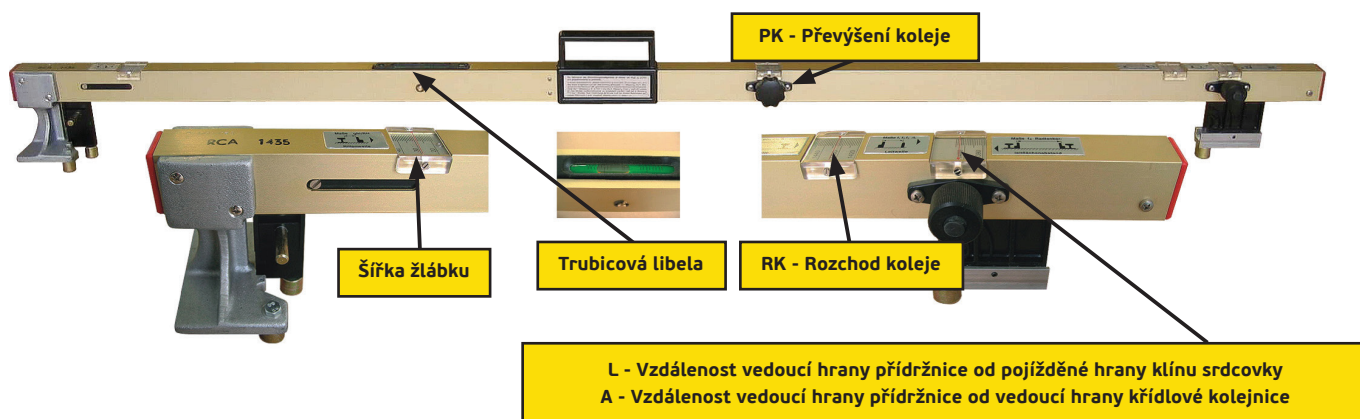 PK - Převýšení koleje
RCA 1435
Šířka žlábku
Trubicová libela
RK - Rozchod koleje
L - Vzdálenost vedoucí hrany přídržnice od pojížděné hrany klínu srdcovky
A - Vzdálenost vedoucí hrany přídržnice od vedoucí hrany křídlové kolejnice